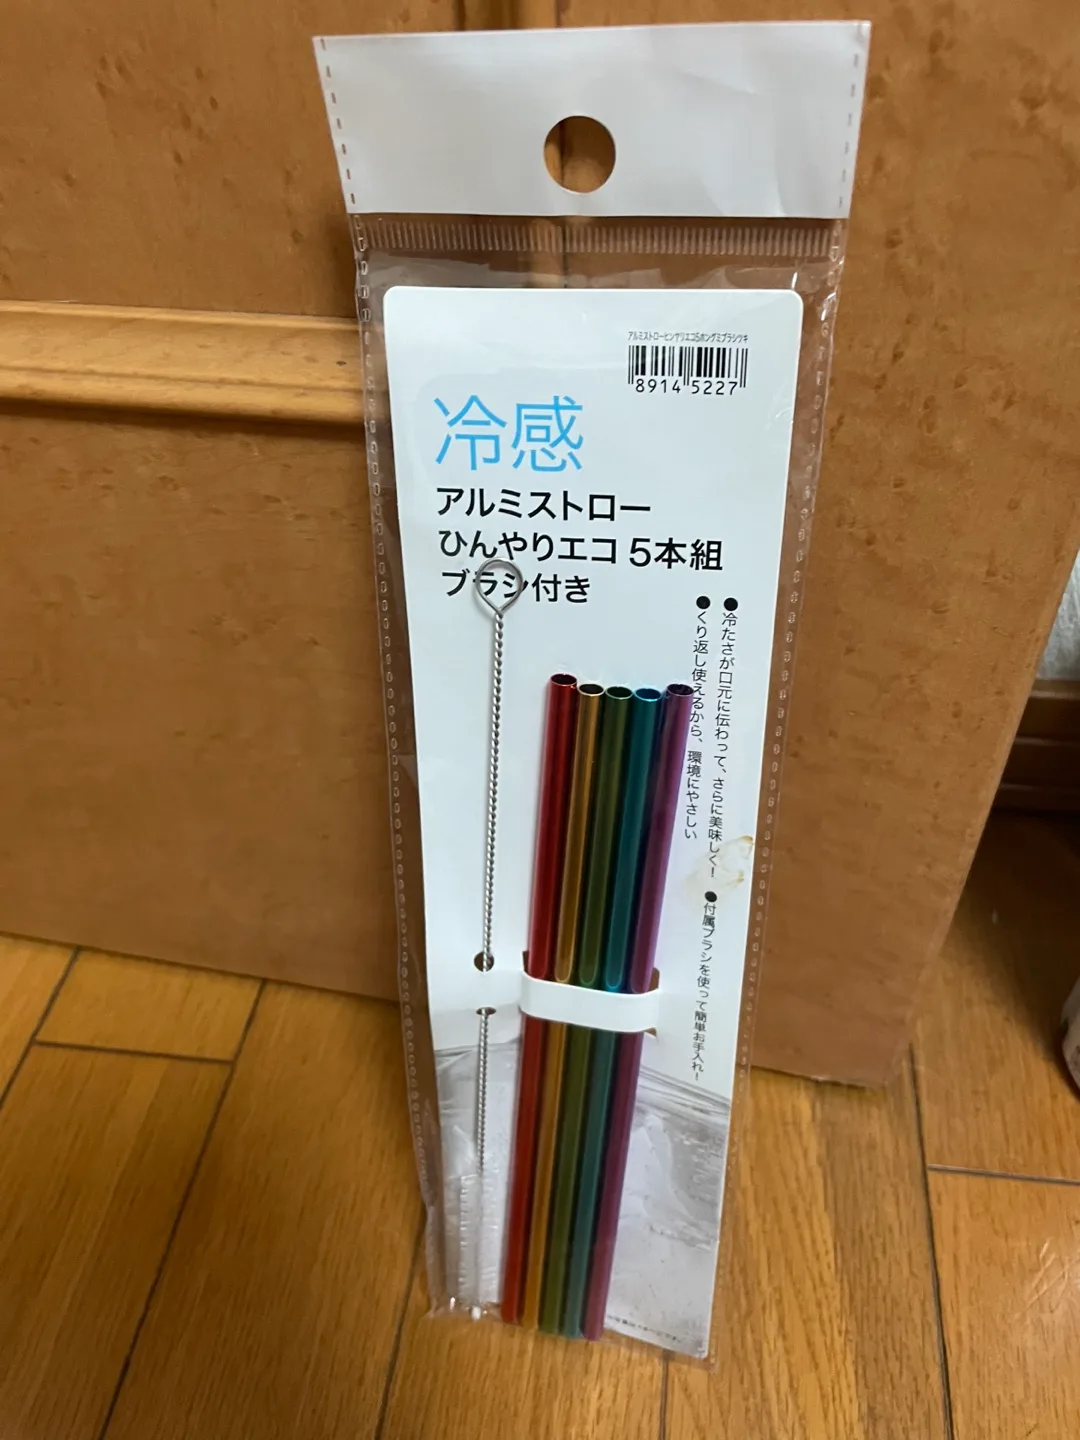 アルミストローヒンヤリエコ5ホングミブラシツキ
8914 5227
冷感
アルミストロー
ひんやりエコ 5本組
ブラシ付き
●冷たさが口元に伝わって、さらに美味しく!
●くり返し使えるから、環境にやさしい
●付属ブラシを使って簡単お手入れ!